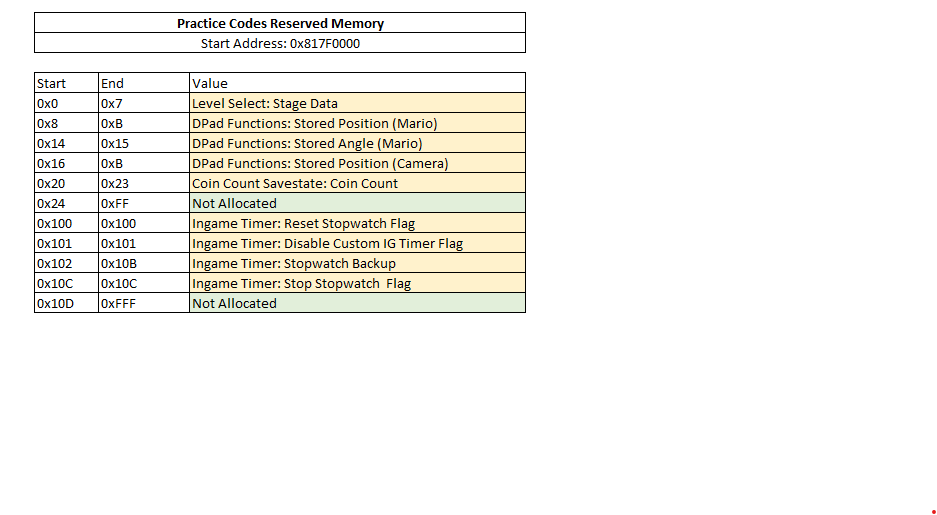 Practice Codes Reserved Memory
Start Address: 0x817F0000
Start End Value
0x0 0x7 Level Select: Stage Data
0x8 0xB DPad Functions: Stored Position (Mario)
0x14 0x15 DPad Functions: Stored Angle (Mario)
0x16 0xB DPad Functions: Stored Position (Camera)
0x20 0x23 Coin Count Savestate: Coin Count
0x24 0xFF Not Allocated
0x100 0x100 Ingame Timer: Reset Stopwatch Flag
0x101 0x101 Ingame Timer: Disable Custom IG Timer Flag
0x102 0x10B Ingame Timer: Stopwatch Backup
0x10C 0x10C Ingame Timer: Stop Stopwatch  Flag
0x10D 0xFFF Not Allocated